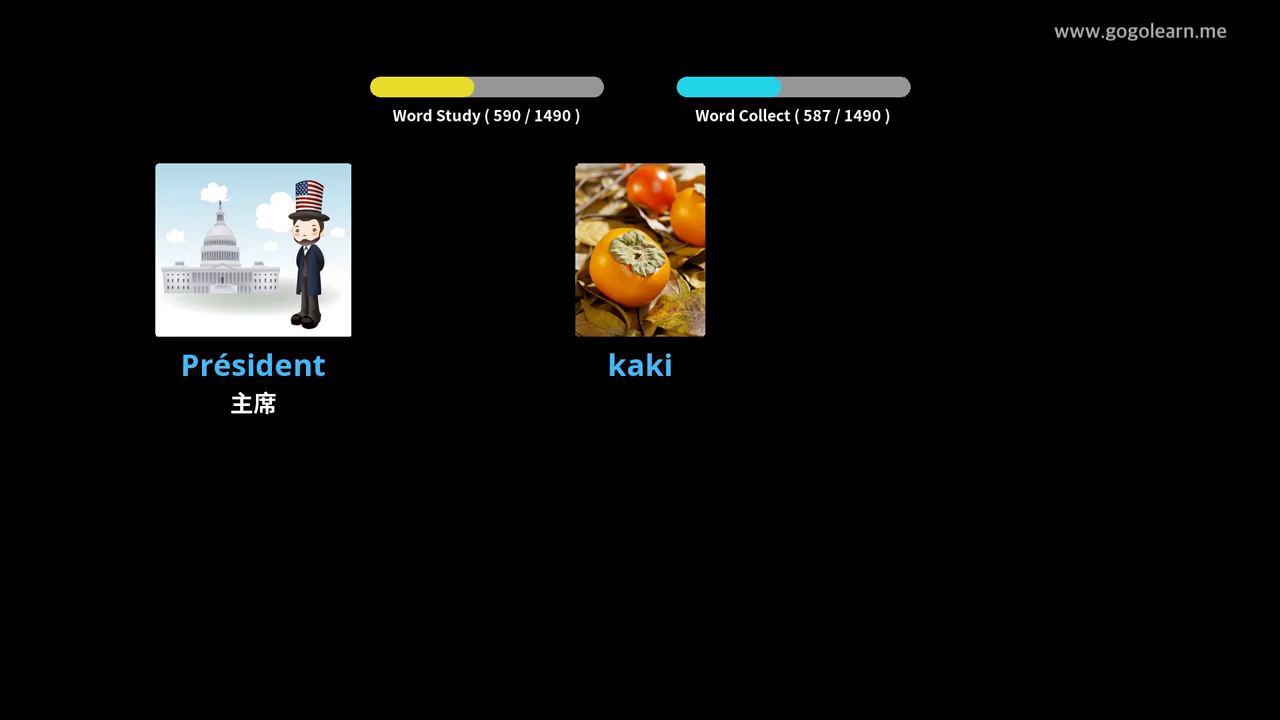 www.gogolearn.me
Word Study ( 590 / 1490 )
Word Collect ( 587 / 1490 )
Président
kaki
主席